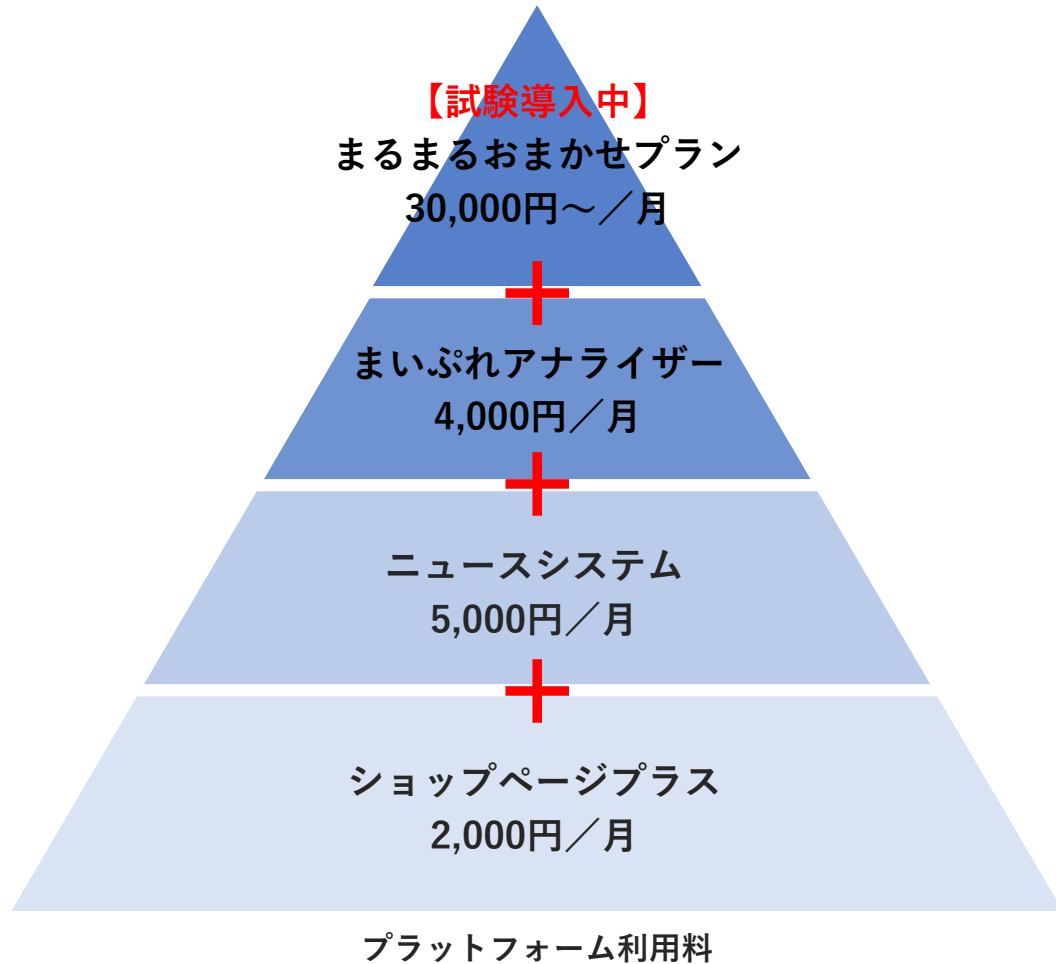 【試験導入中】
まるまるおまかせプラン
30,000円～／月
+
まいぷれアナライザー
4,000円／月
+
ニュースシステム
5,000円／月
+
ショップページプラス
2,000円／月
プラットフォーム利用料